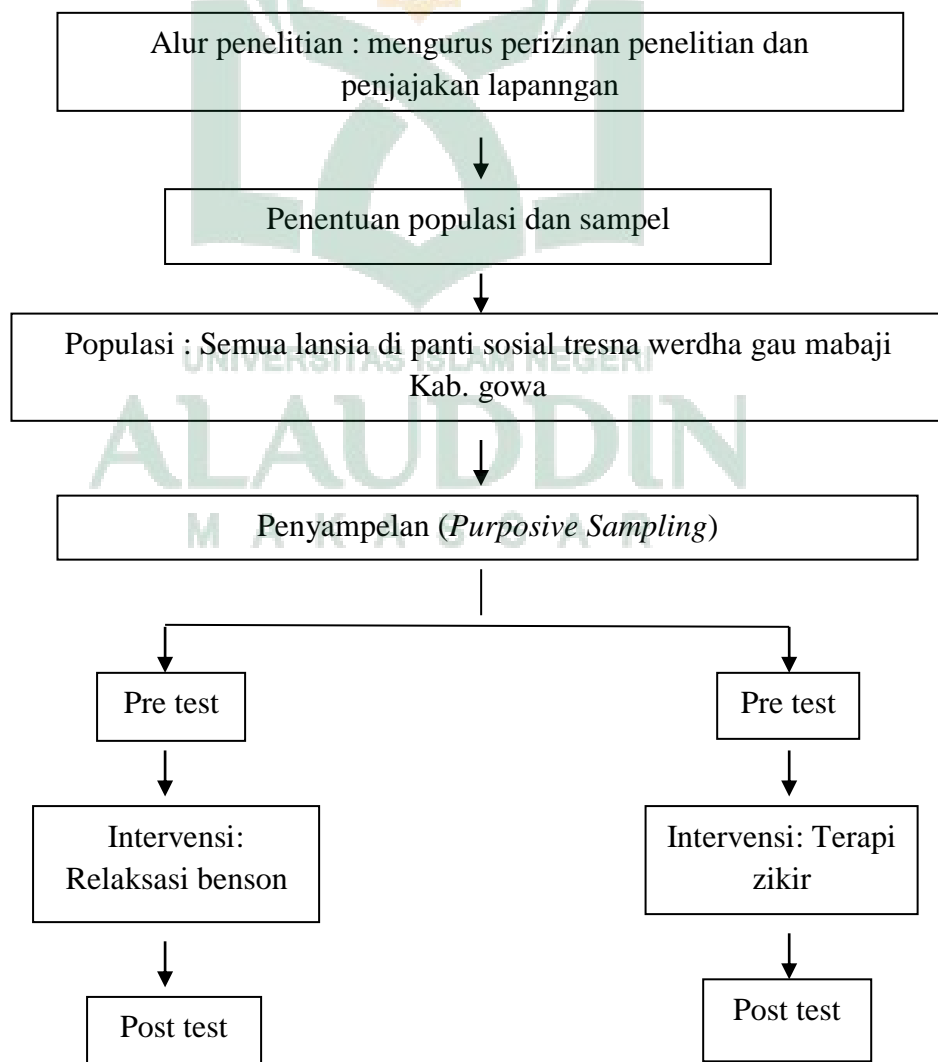 Alur penelitian : mengurus perizinan penelitian dan
penjajakan lapanngan
Penentuan populasi dan sampel
Populasi : Semua lansia di panti sosial tresna werdha gau mabaji
Kab. gowa
UNIVERSITAS ISLAM NEGERI
ALAUDDIN
Penyampelan (Purposive Sampling)
MAKASSAR
Pre test
Pre test
Intervensi:
Relaksasi benson
Intervensi: Terapi
zikir
Post test
Post test